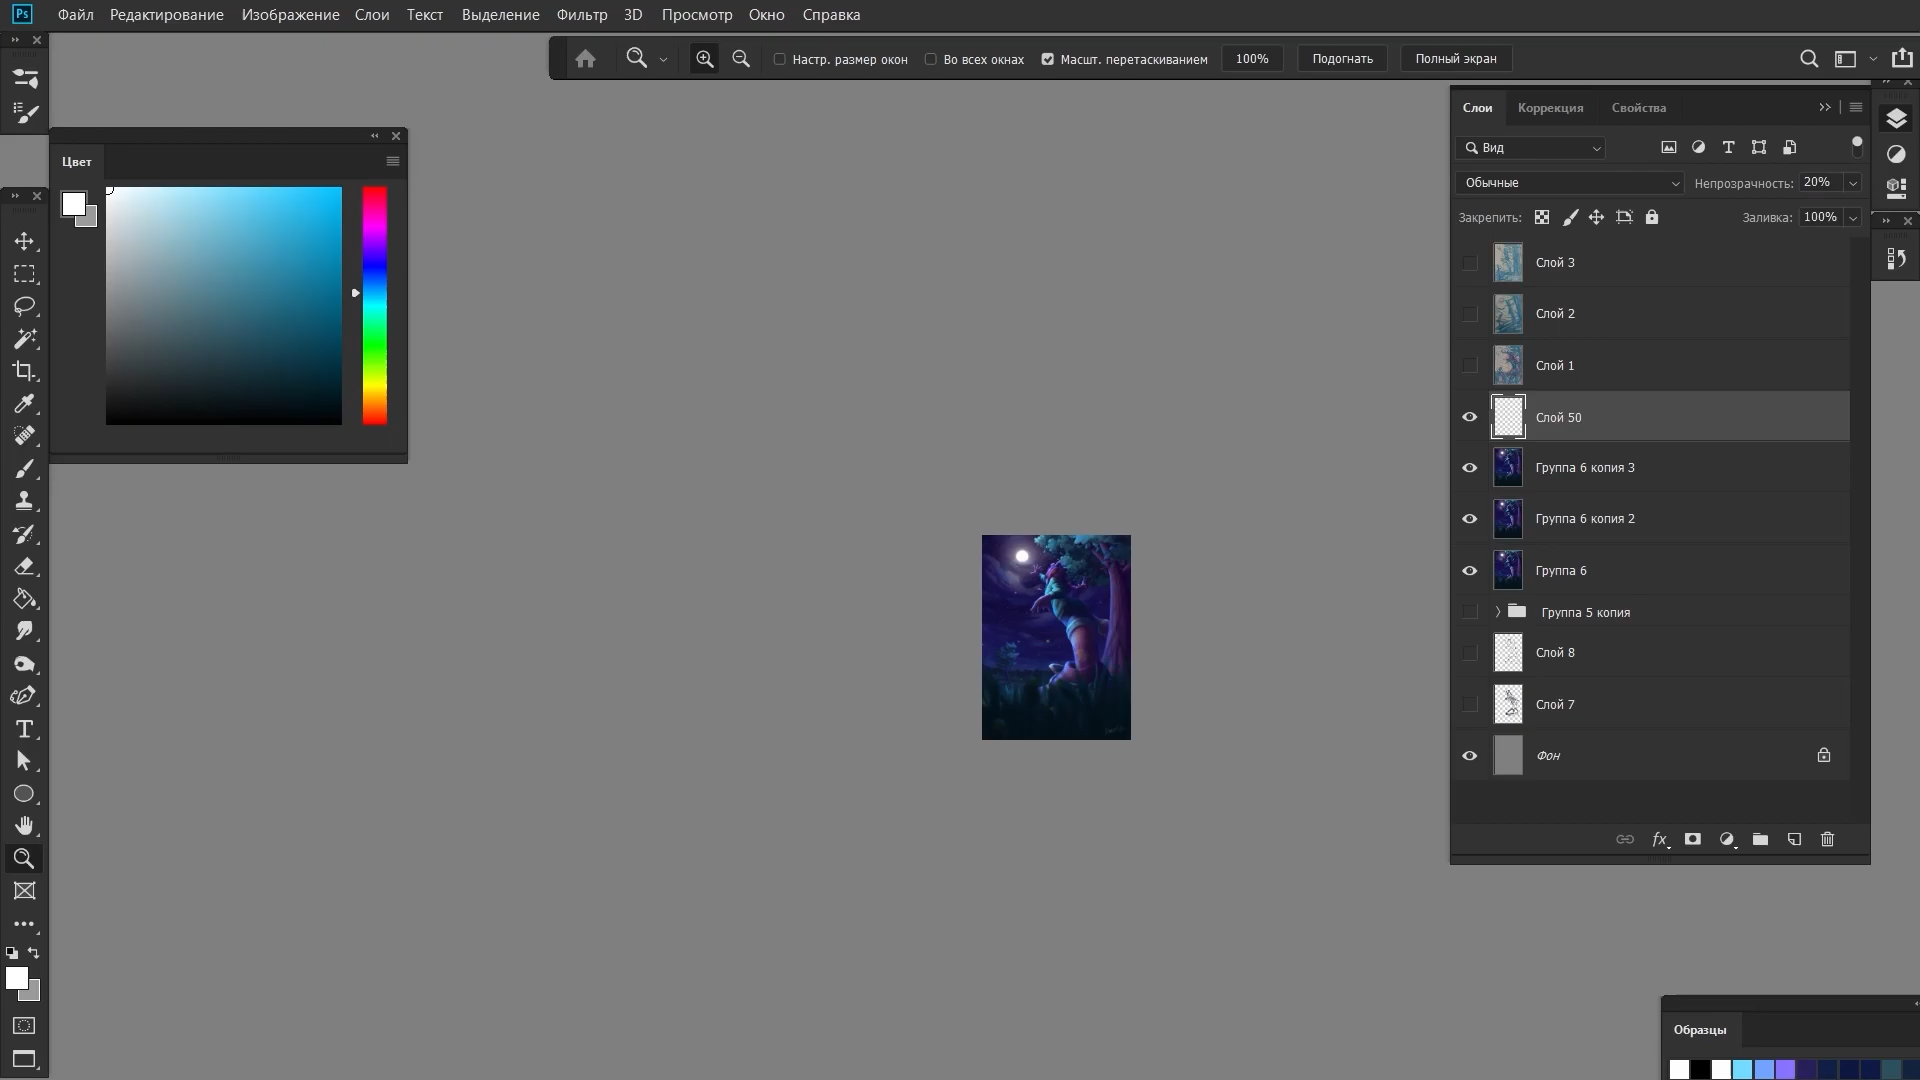 Ps Файл Редактирование Изображение Слои Текст Выделение Фильтр 3D Просмотр Окно Справка
Настр. размер окон Во всех окнах Масшт. перетаскиванием 100% Подогнать Полный экран
Цвет
Слои Коррекция Свойства
Вид
Обычные Непрозрачность: 20%
Закрепить: Заливка: 100%
Слой 3
Слой 2
Слой 1
Слой 50
Группа 6 копия 3
Группа 6 копия 2
Группа 6
Группа 5 копия
Слой 8
Слой 7
Фон
fx
Образцы